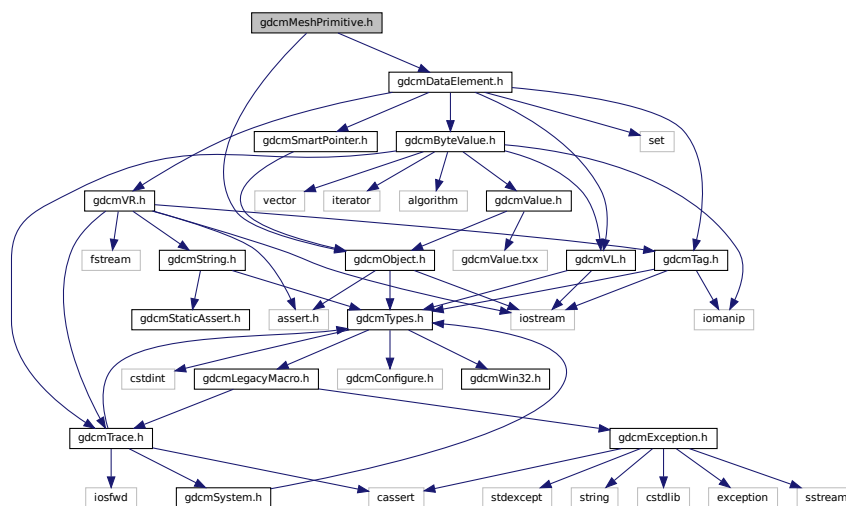 gdcmMeshPrimitive.h
gdcmDataElement.h
gdcmSmartPointer.h
gdcmByteValue.h
set
gdcmVR.h
vector
iterator
algorithm
gdcmValue.h
fstream
gdcmString.h
gdcmObject.h
gdcmValue.txx
gdcmVL.h
gdcmTag.h
gdcmStaticAssert.h
assert.h
gdcmTypes.h
iostream
iomanip
cstdint
gdcmLegacyMacro.h
gdcmConfigure.h
gdcmWin32.h
gdcmTrace.h
gdcmException.h
iosfwd
gdcmSystem.h
cassert
stdexcept
string
cstdlib
exception
sstream